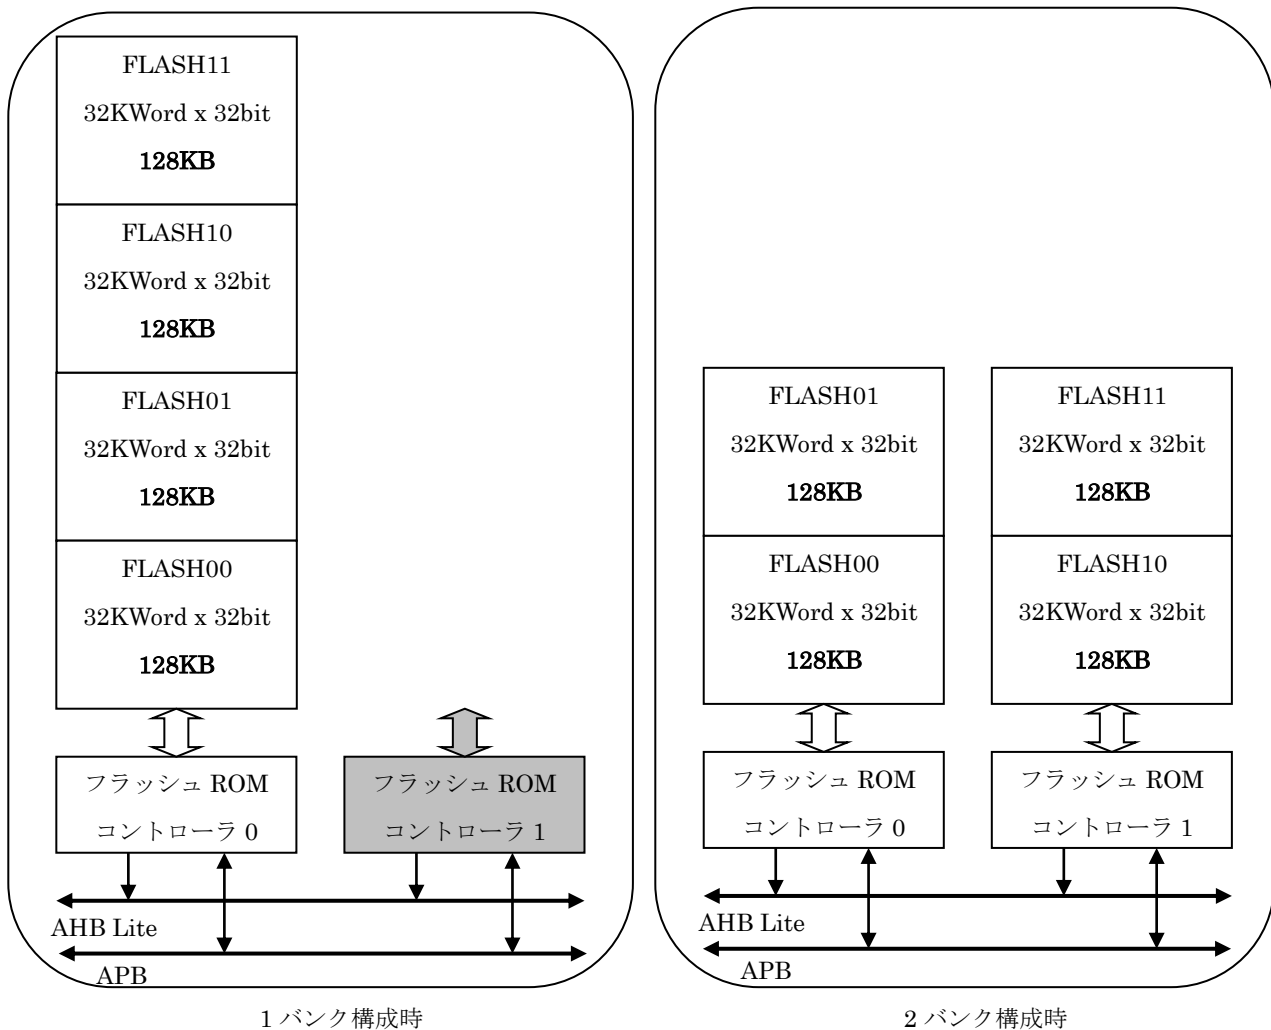 FLASH11
32KWord x 32bit
128KB
FLASH10
32KWord x 32bit
128KB
FLASH01
32KWord x 32bit
128KB
FLASH00
32KWord x 32bit
128KB
フラッシュ ROM
コントローラ 0
フラッシュ ROM
コントローラ 1
AHB Lite
APB
1 バンク構成時
FLASH01
32KWord x 32bit
128KB
FLASH11
32KWord x 32bit
128KB
FLASH00
32KWord x 32bit
128KB
FLASH10
32KWord x 32bit
128KB
フラッシュ ROM
コントローラ 0
フラッシュ ROM
コントローラ 1
AHB Lite
APB
2 バンク構成時